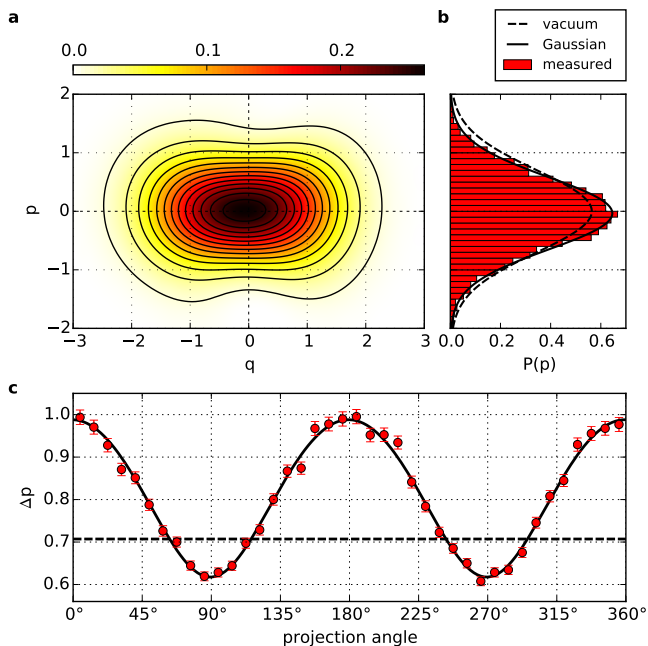 a
b
vacuum
Gaussian
measured
0.0 0.1 0.2
2
1
0
−1
−2
p
−3 −2 −1 0 1 2 3
q
0.0 0.2 0.4 0.6
P(p)
c
1.0
0.9
0.8
0.7
0.6
Δp
0° 45° 90° 135° 180° 225° 270° 315° 360°
projection angle